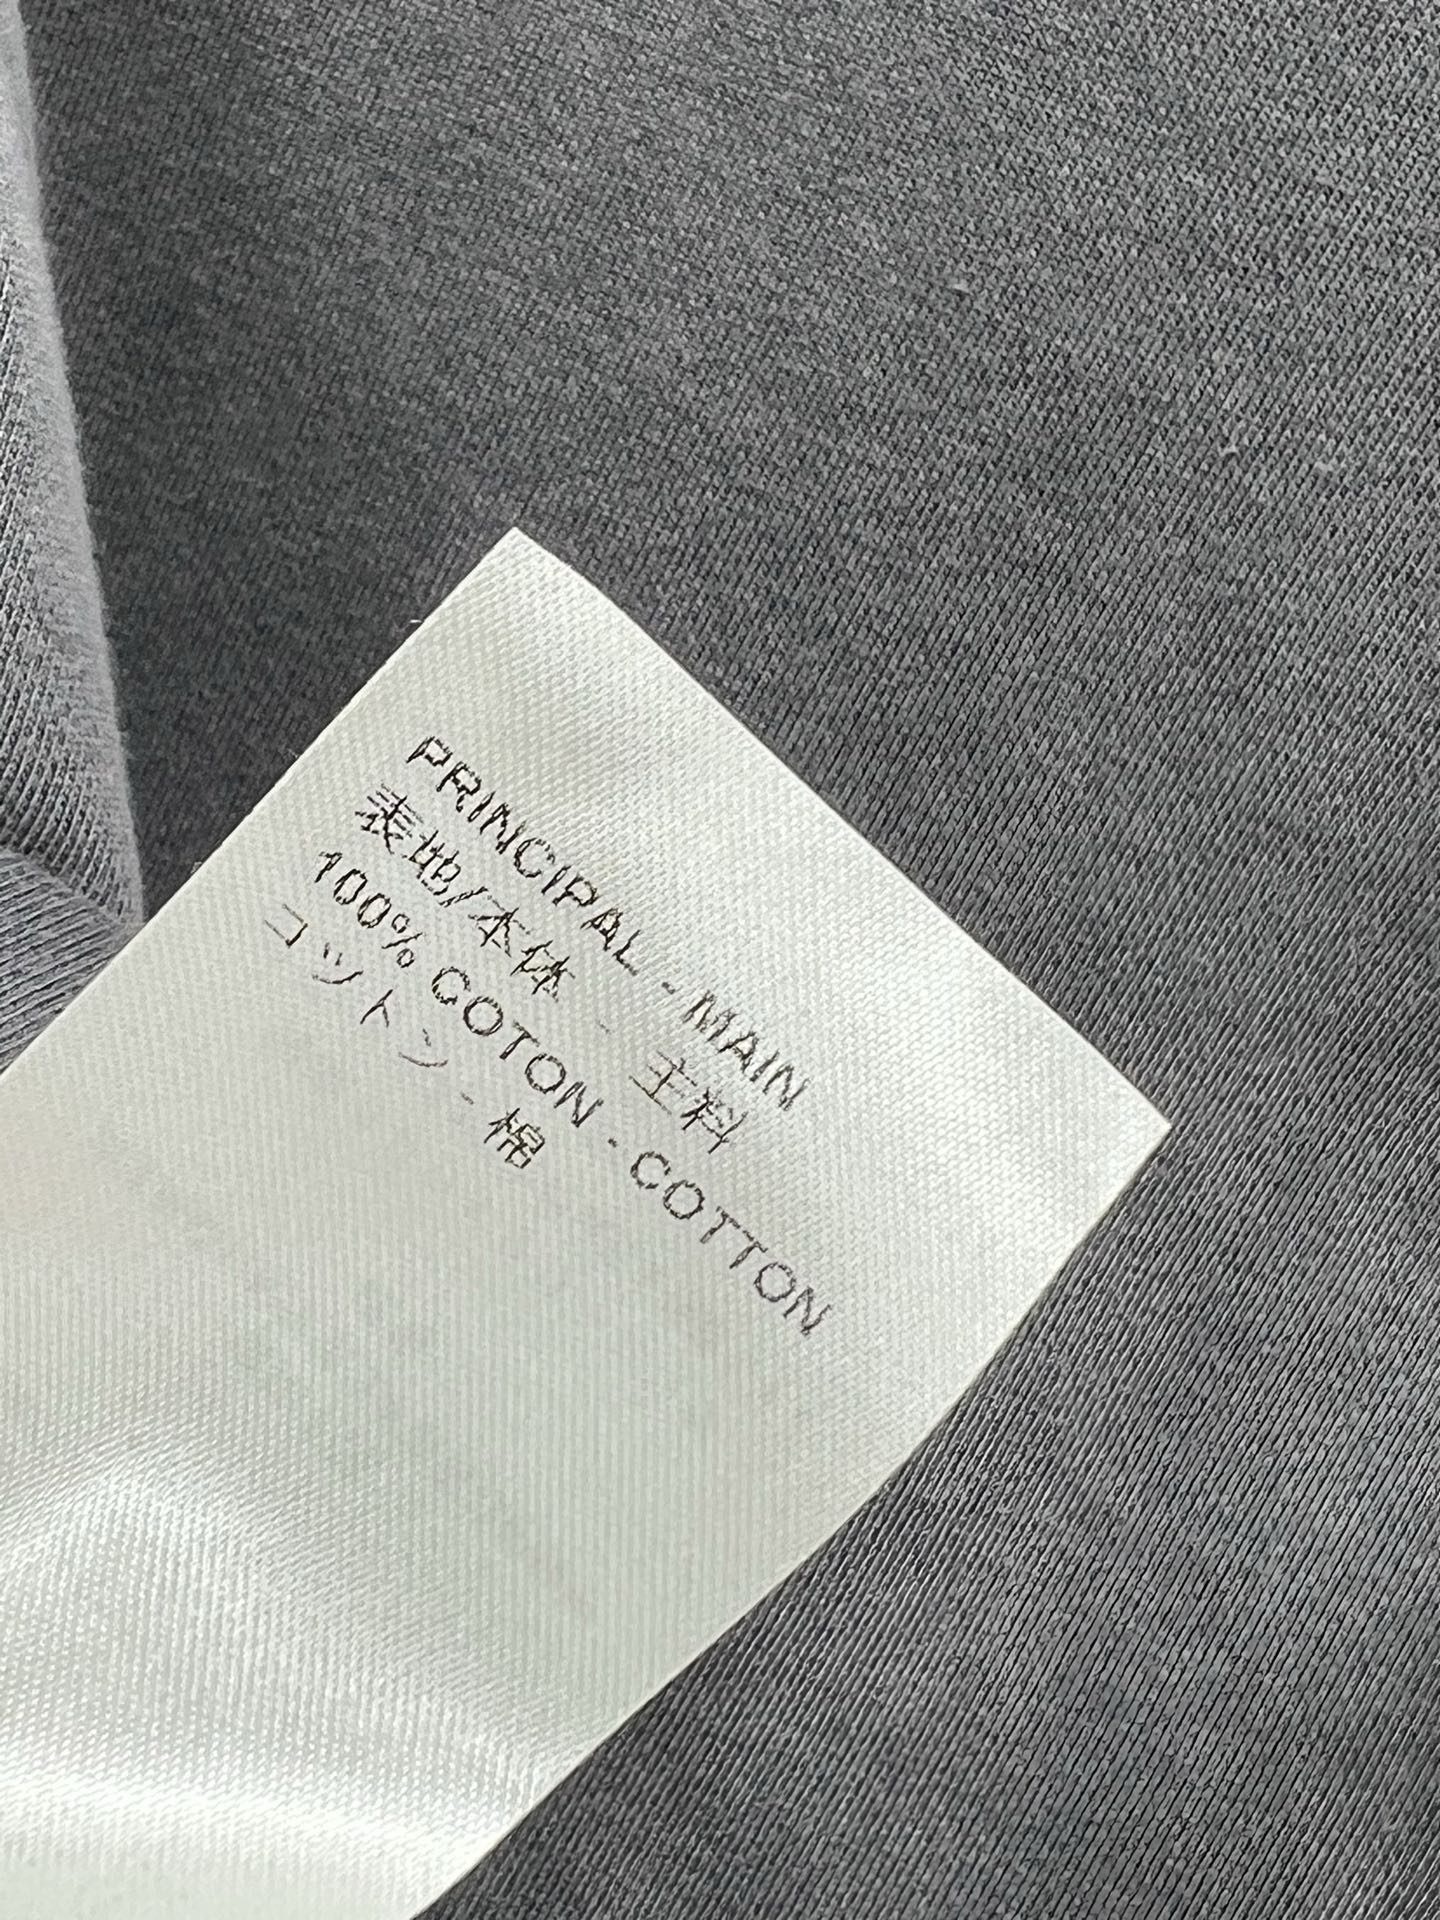 PRINCIPAL - MAIN
表地/本体 - 主料
100% COTON - COTTON
コットン - 棉